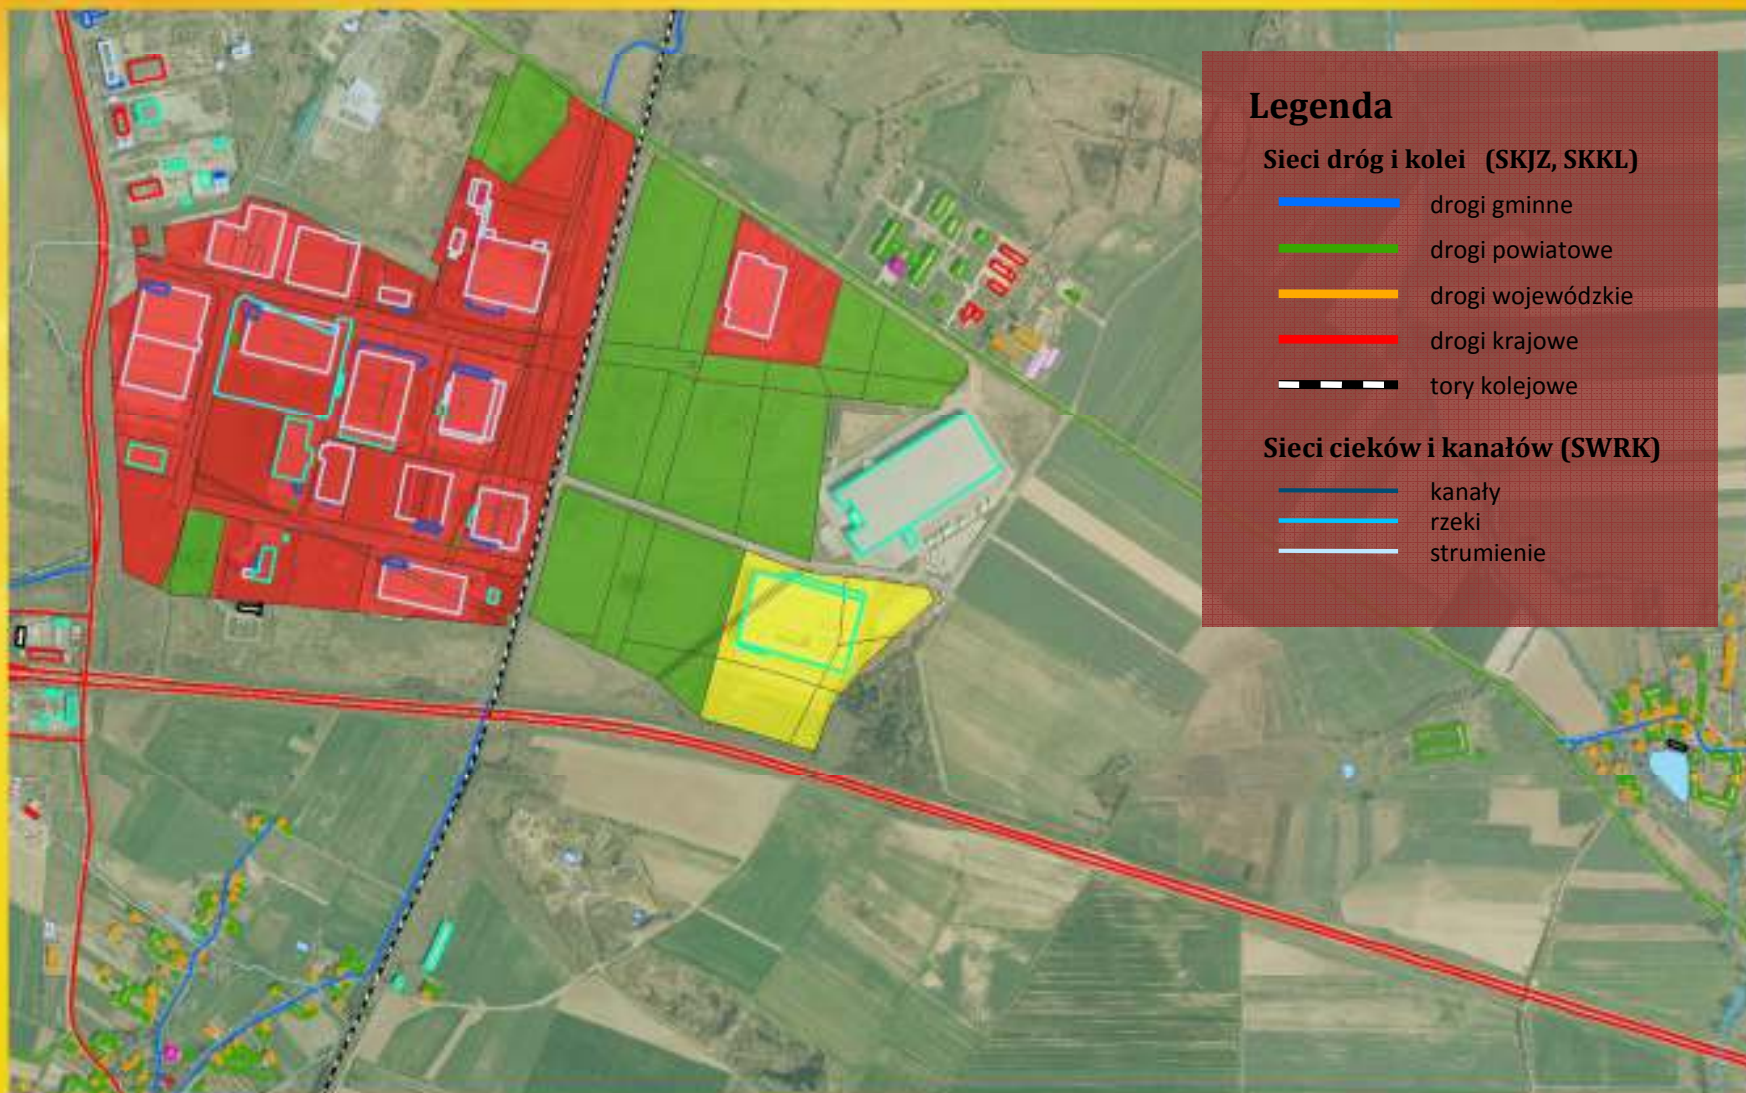 Legenda
Sieci dróg i kolei (SKJZ, SKKL)
drogi gminne
drogi powiatowe
drogi wojewódzkie
drogi krajowe
tory kolejowe
Sieci cieków i kanałów (SWRK)
kanały
rzeki
strumienie